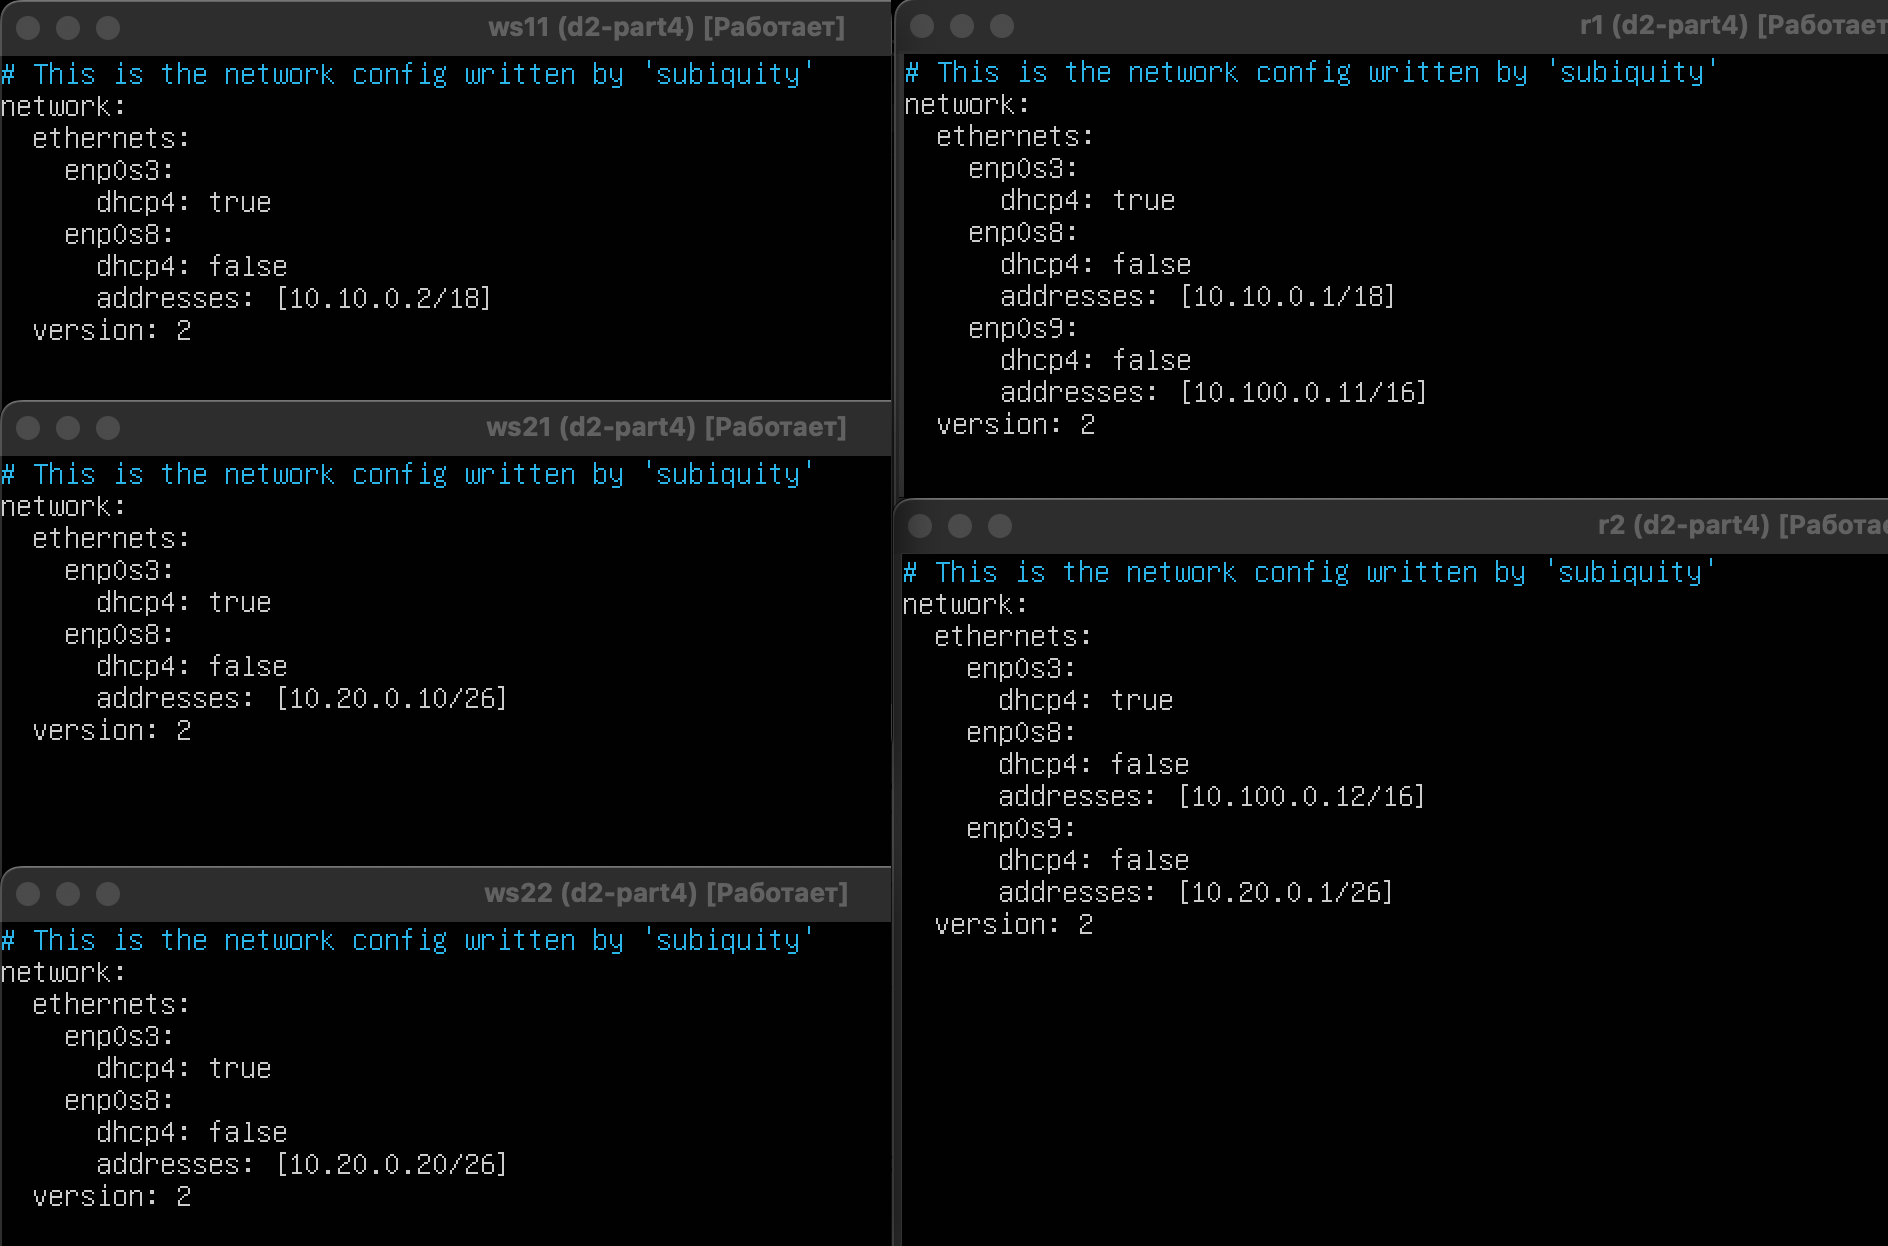 ws11 (d2-part4) [Работает]
# This is the network config written by 'subiquity'
network:
  ethernets:
    enp0s3:
      dhcp4: true
    enp0s8:
      dhcp4: false
      addresses: [10.10.0.2/18]
  version: 2
ws21 (d2-part4) [Работает]
# This is the network config written by 'subiquity'
network:
  ethernets:
    enp0s3:
      dhcp4: true
    enp0s8:
      dhcp4: false
      addresses: [10.20.0.10/26]
  version: 2
ws22 (d2-part4) [Работает]
# This is the network config written by 'subiquity'
network:
  ethernets:
    enp0s3:
      dhcp4: true
    enp0s8:
      dhcp4: false
      addresses: [10.20.0.20/26]
  version: 2
r1 (d2-part4) [Работает
# This is the network config written by 'subiquity'
network:
  ethernets:
    enp0s3:
      dhcp4: true
    enp0s8:
      dhcp4: false
      addresses: [10.10.0.1/18]
    enp0s9:
      dhcp4: false
      addresses: [10.100.0.11/16]
  version: 2
r2 (d2-part4) [Работае
# This is the network config written by 'subiquity'
network:
  ethernets:
    enp0s3:
      dhcp4: true
    enp0s8:
      dhcp4: false
      addresses: [10.100.0.12/16]
    enp0s9:
      dhcp4: false
      addresses: [10.20.0.1/26]
  version: 2